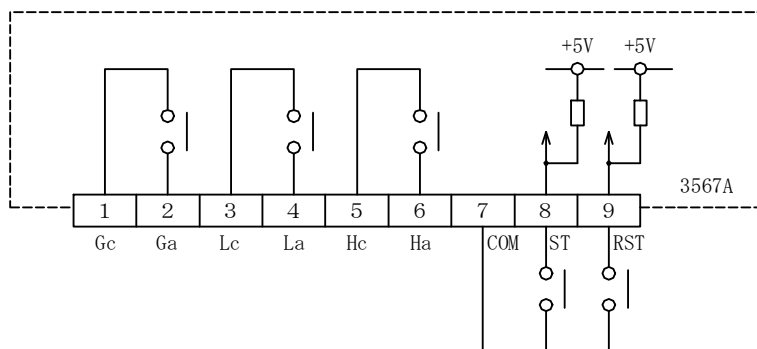 +5V +5V
3567A
1 2 3 4 5 6 7 8 9
Gc Ga Lc La Hc Ha COM ST RST